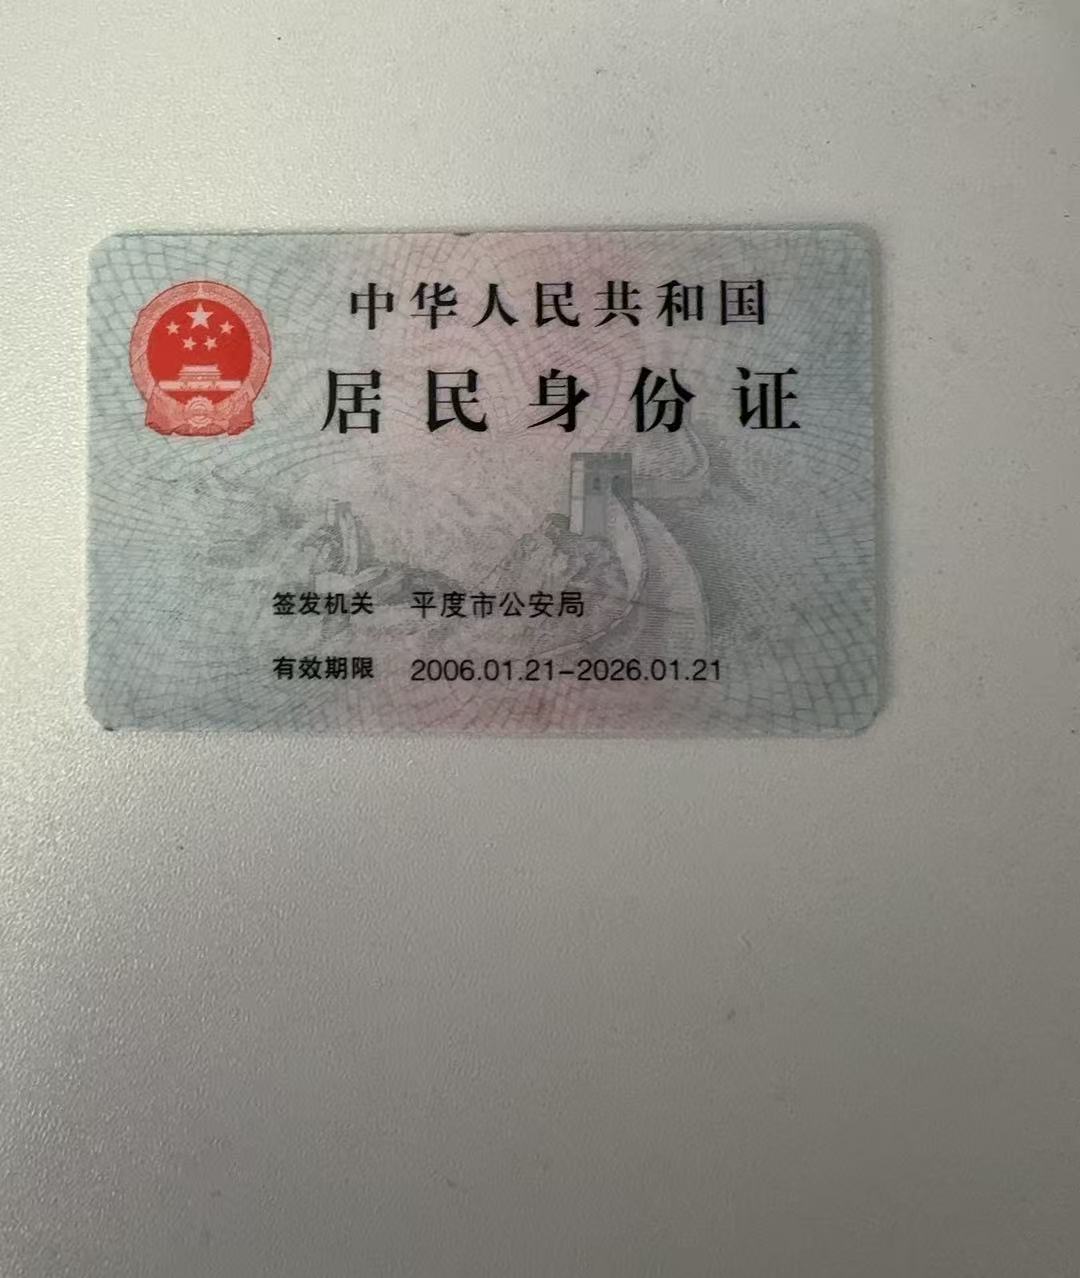 中华人民共和国
居民身份证
签发机关 平度市公安局
有效期限 2006.01.21-2026.01.21